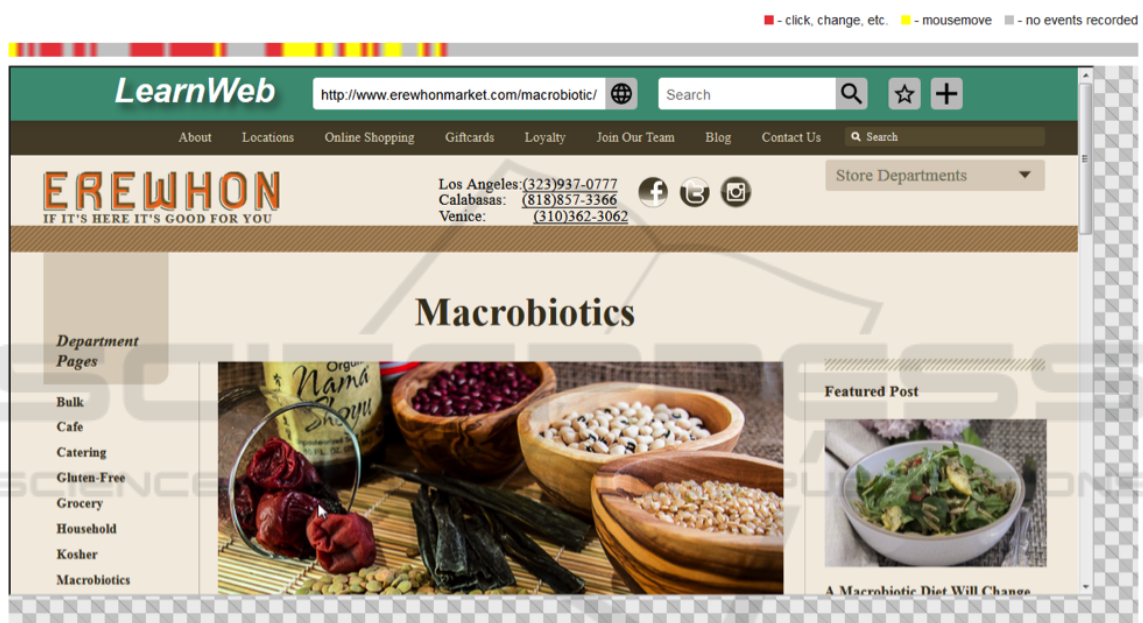 - click, change, etc. - mousemove - no events recorded
LearnWeb
http://www.erewhonmarket.com/macrobiotic/
Search
About Locations Online Shopping Giftcards Loyalty Join Our Team Blog Contact Us Search
EREWHON
IF IT'S HERE IT'S GOOD FOR YOU
Los Angeles:(323)937-0777
Calabasas: (818)857-3366
Venice: (310)362-3062
Store Departments
Macrobiotics
Department
Pages
Bulk
Cafe
Catering
Gluten-Free
Grocery
Household
Kosher
Macrobiotics
Nama
Shoyu
Featured Post
A Macrobiotic Diet Will Change
SCITEPRESS